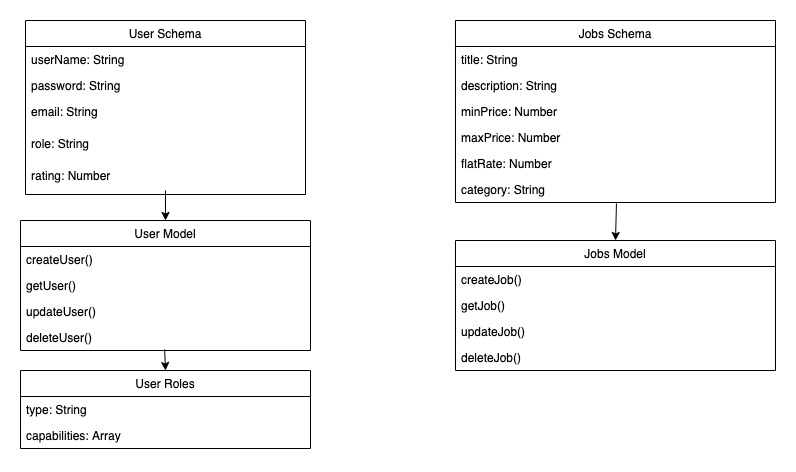 User Schema
userName: String
password: String
email: String
role: String
rating: Number
User Model
createUser()
getUser()
updateUser()
deleteUser()
User Roles
type: String
capabilities: Array
Jobs Schema
title: String
description: String
minPrice: Number
maxPrice: Number
flatRate: Number
category: String
Jobs Model
createJob()
getJob()
updateJob()
deleteJob()